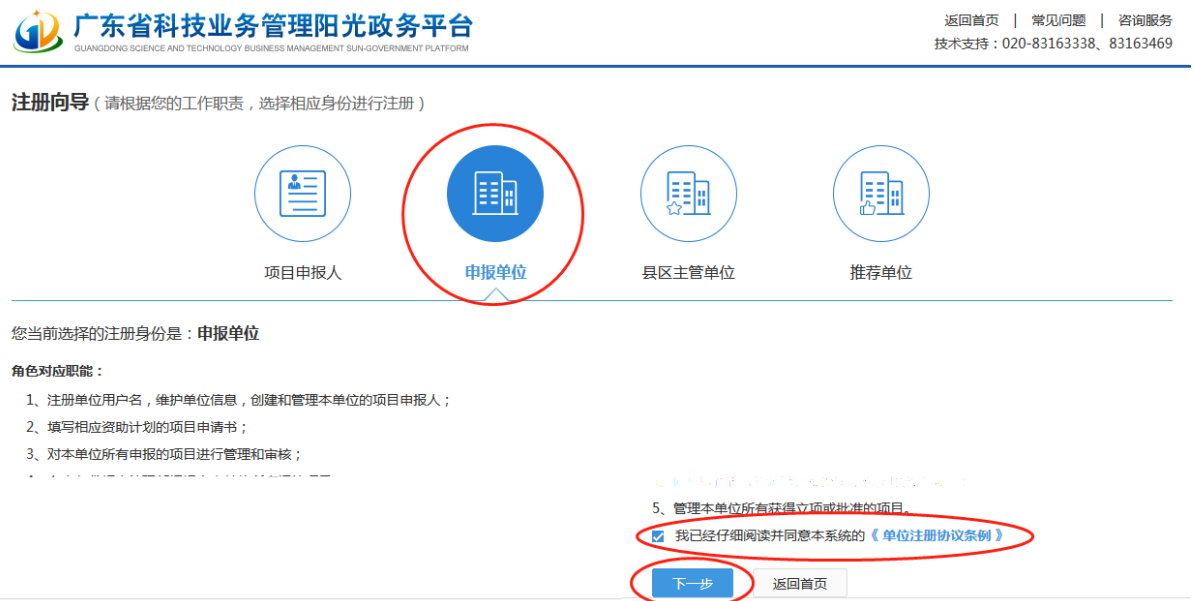 广东省科技业务管理阳光政务平台
GUANGDONG SCIENCE AND TECHNOLOGY BUSINESS MANAGEMENT SUN-GOVERNMENT PLATFORM
返回首页 | 常见问题 | 咨询服务
技术支持：020-83163338、83163469
注册向导（请根据您的工作职责，选择相应身份进行注册）
项目申报人 申报单位 县区主管单位 推荐单位
您当前选择的注册身份是：申报单位
角色对应职能：
1、注册单位用户名，维护单位信息，创建和管理本单位的项目申报人；
2、填写相应资助计划的项目申请书；
3、对本单位所有申报的项目进行管理和审核；
5、管理本单位所有获得立项或批准的项目。
我已经仔细阅读并同意本系统的《 单位注册协议条例 》
下一步 返回首页